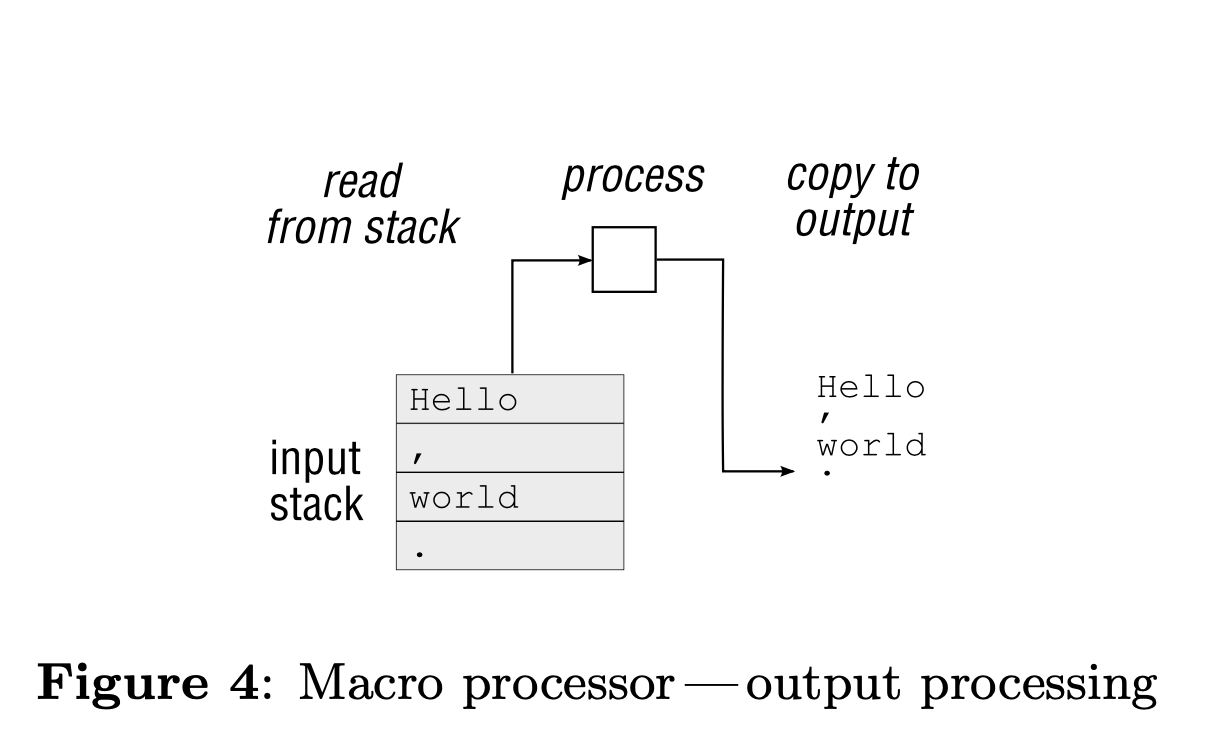 read
from stack
process
copy to
output
input
stack
Hello
,
world
.
Hello
,
world
.
Figure 4: Macro processor — output processing